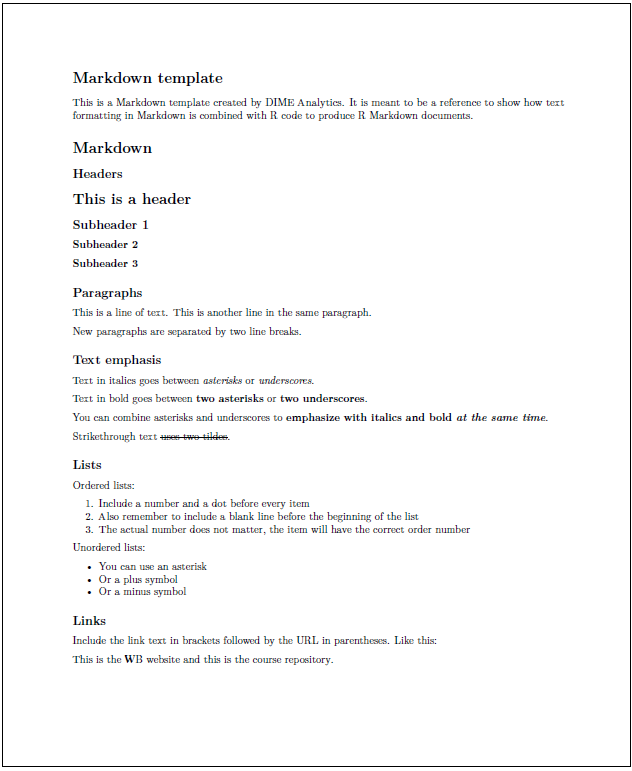 Markdown template
This is a Markdown template created by DIME Analytics. It is meant to be a reference to show how text
formatting in Markdown is combined with R code to produce R Markdown documents.
Markdown
Headers
This is a header
Subheader 1
Subheader 2
Subheader 3
Paragraphs
This is a line of text. This is another line in the same paragraph.
New paragraphs are separated by two line breaks.
Text emphasis
Text in italics goes between asterisks or underscores.
Text in bold goes between two asterisks or two underscores.
You can combine asterisks and underscores to emphasize with italics and bold at the same time.
Strikethrough text uses two tildes.
Lists
Ordered lists:
1. Include a number and a dot before every item
2. Also remember to include a blank line before the beginning of the list
3. The actual number does not matter, the item will have the correct order number
Unordered lists:
• You can use an asterisk
• Or a plus symbol
• Or a minus symbol
Links
Include the link text in brackets followed by the URL in parentheses. Like this:
This is the WB website and this is the course repository.